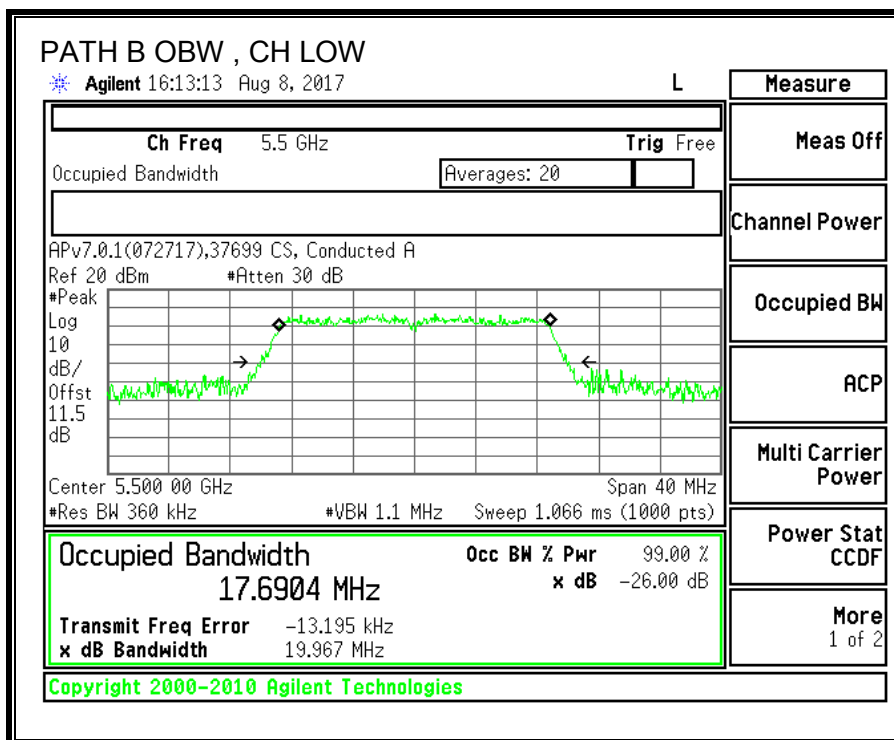 PATH B OBW , CH LOW
Agilent 16:13:13 Aug 8, 2017 L
Measure
Ch Freq 5.5 GHz Trig Free
Meas Off
Occupied Bandwidth Averages: 20
Channel Power
APv7.0.1(072717),37699 CS, Conducted A
Ref 20 dBm #Atten 30 dB
#Peak
Log
10
dB/
Offst
11.5
dB
Occupied BW
ACP
Multi Carrier
Power
Center 5.500 00 GHz Span 40 MHz
#Res BW 360 kHz #VBW 1.1 MHz Sweep 1.066 ms (1000 pts)
Power Stat
CCDF
Occupied Bandwidth Occ BW % Pwr 99.00 %
17.6904 MHz x dB -26.00 dB
Transmit Freq Error -13.195 kHz
x dB Bandwidth 19.967 MHz
More
1 of 2
Copyright 2000-2010 Agilent Technologies